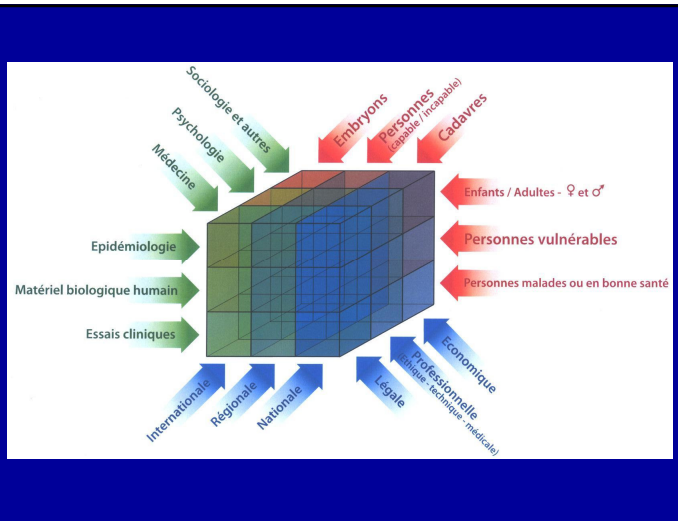 Sociologie et autres
Psychologie
Médecine
Embryons
Personnes
(capable / incapable)
Cadavres
Epidémiologie
Matériel biologique humain
Essais cliniques
Enfants / Adultes - ♀ et ♂
Personnes vulnérables
Personnes malades ou en bonne santé
Internationale
Régionale
Nationale
Légale
Professionnelle
(Ethique - technique - médicale)
Economique